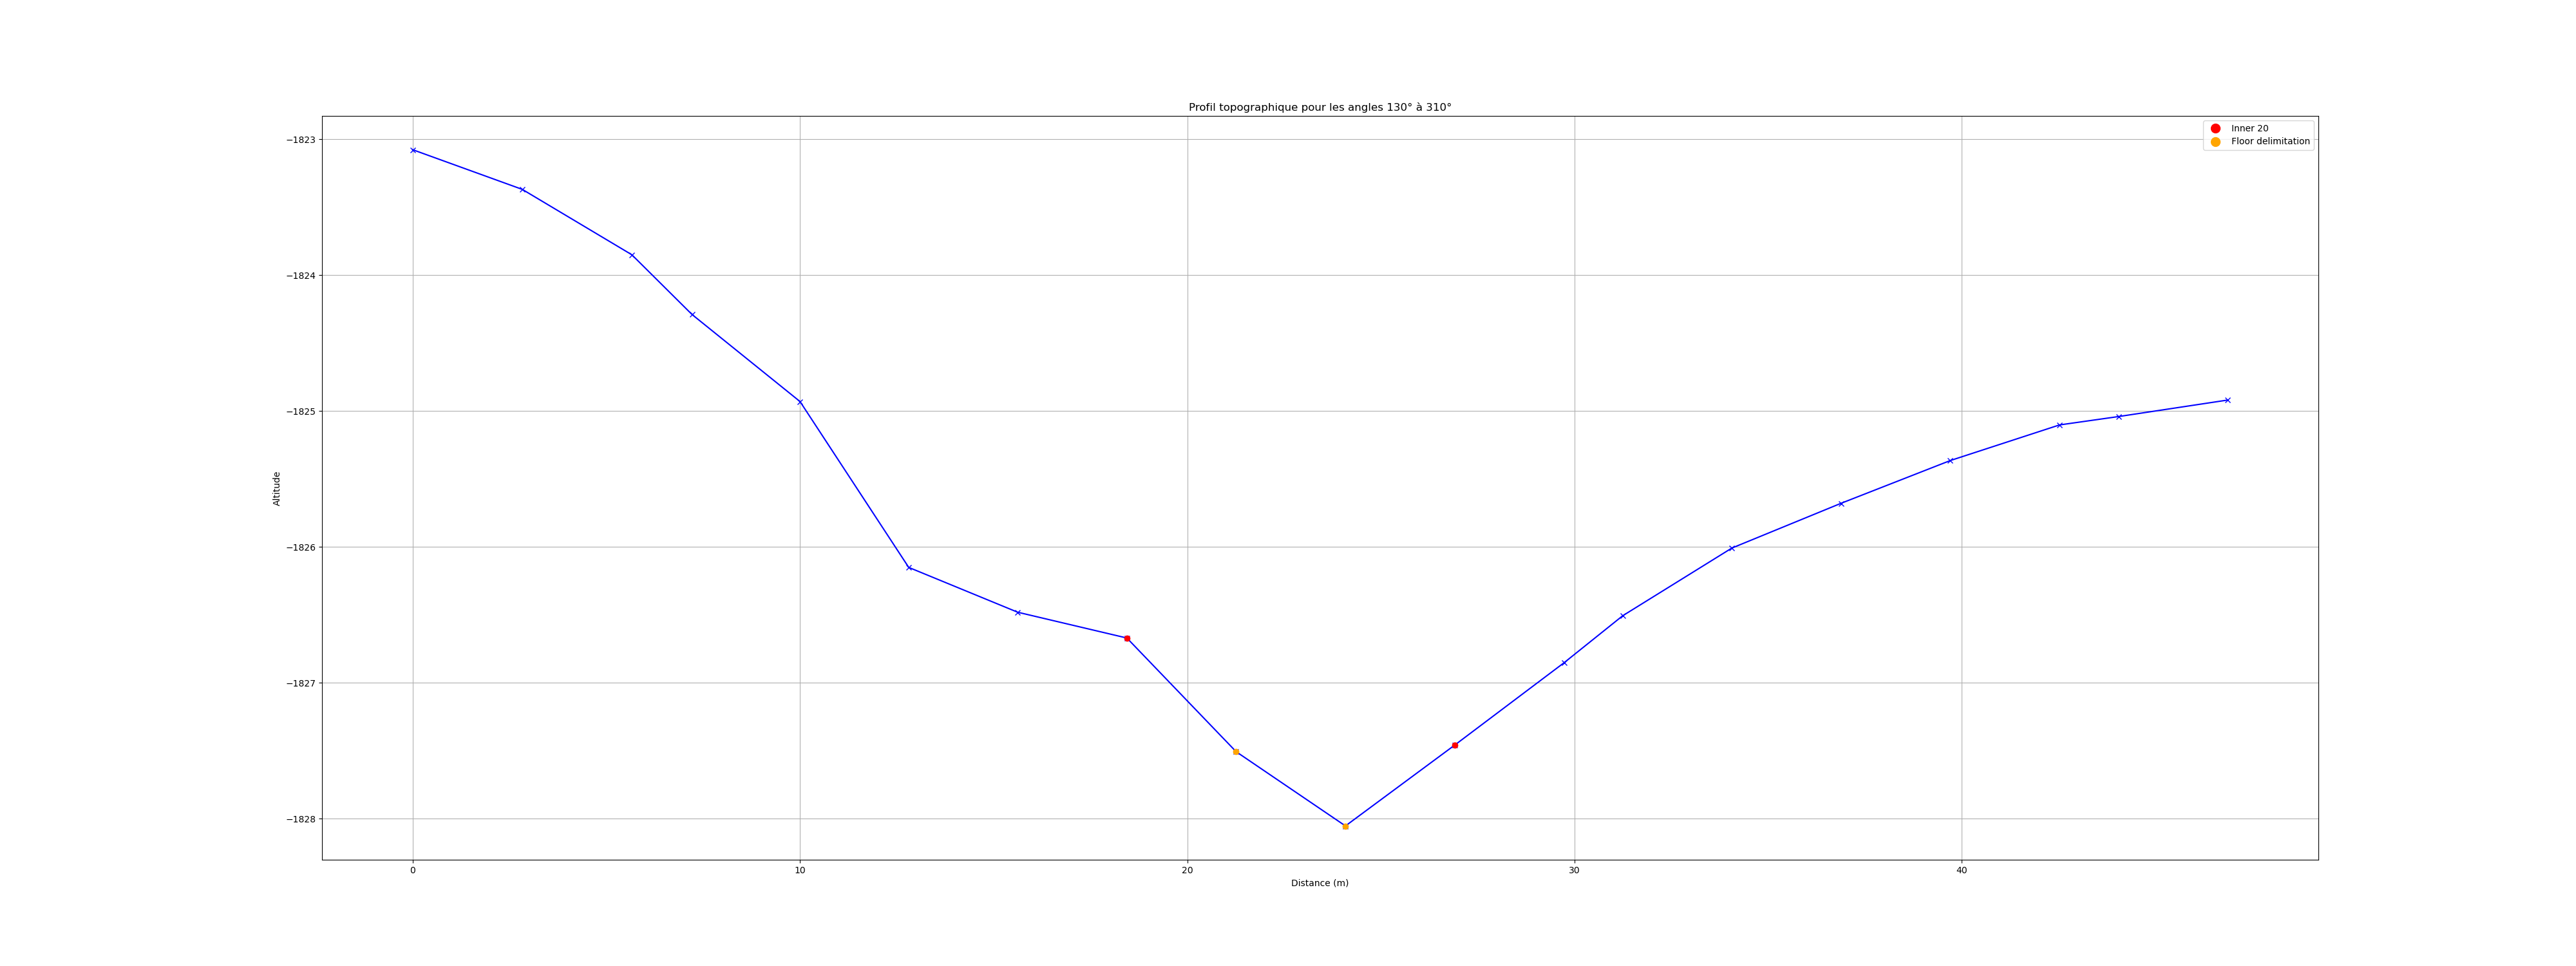 Profil topographique pour les angles 130° à 310°
Inner 20
Floor delimitation
−1823
−1824
−1825
−1826
−1827
−1828
Altitude
0 10 20 30 40
Distance (m)